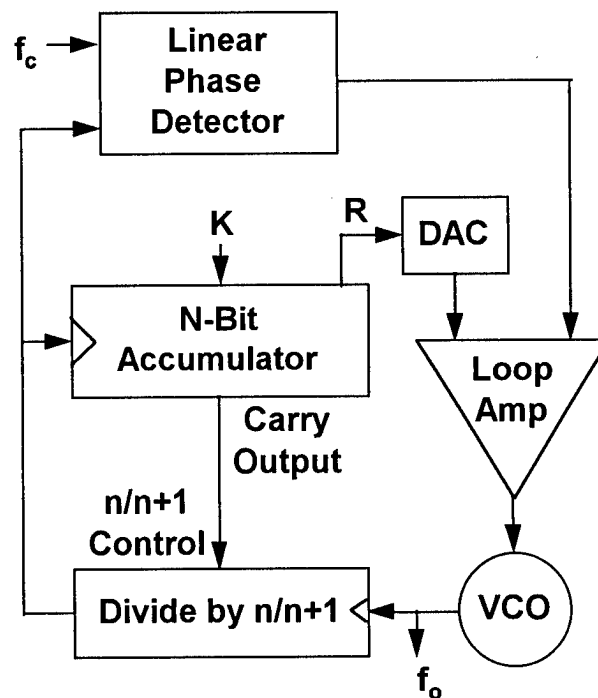 f_c
Linear
Phase
Detector
K
R
DAC
N-Bit
Accumulator
Loop
Amp
Carry
Output
n/n+1
Control
Divide by n/n+1
VCO
f_o